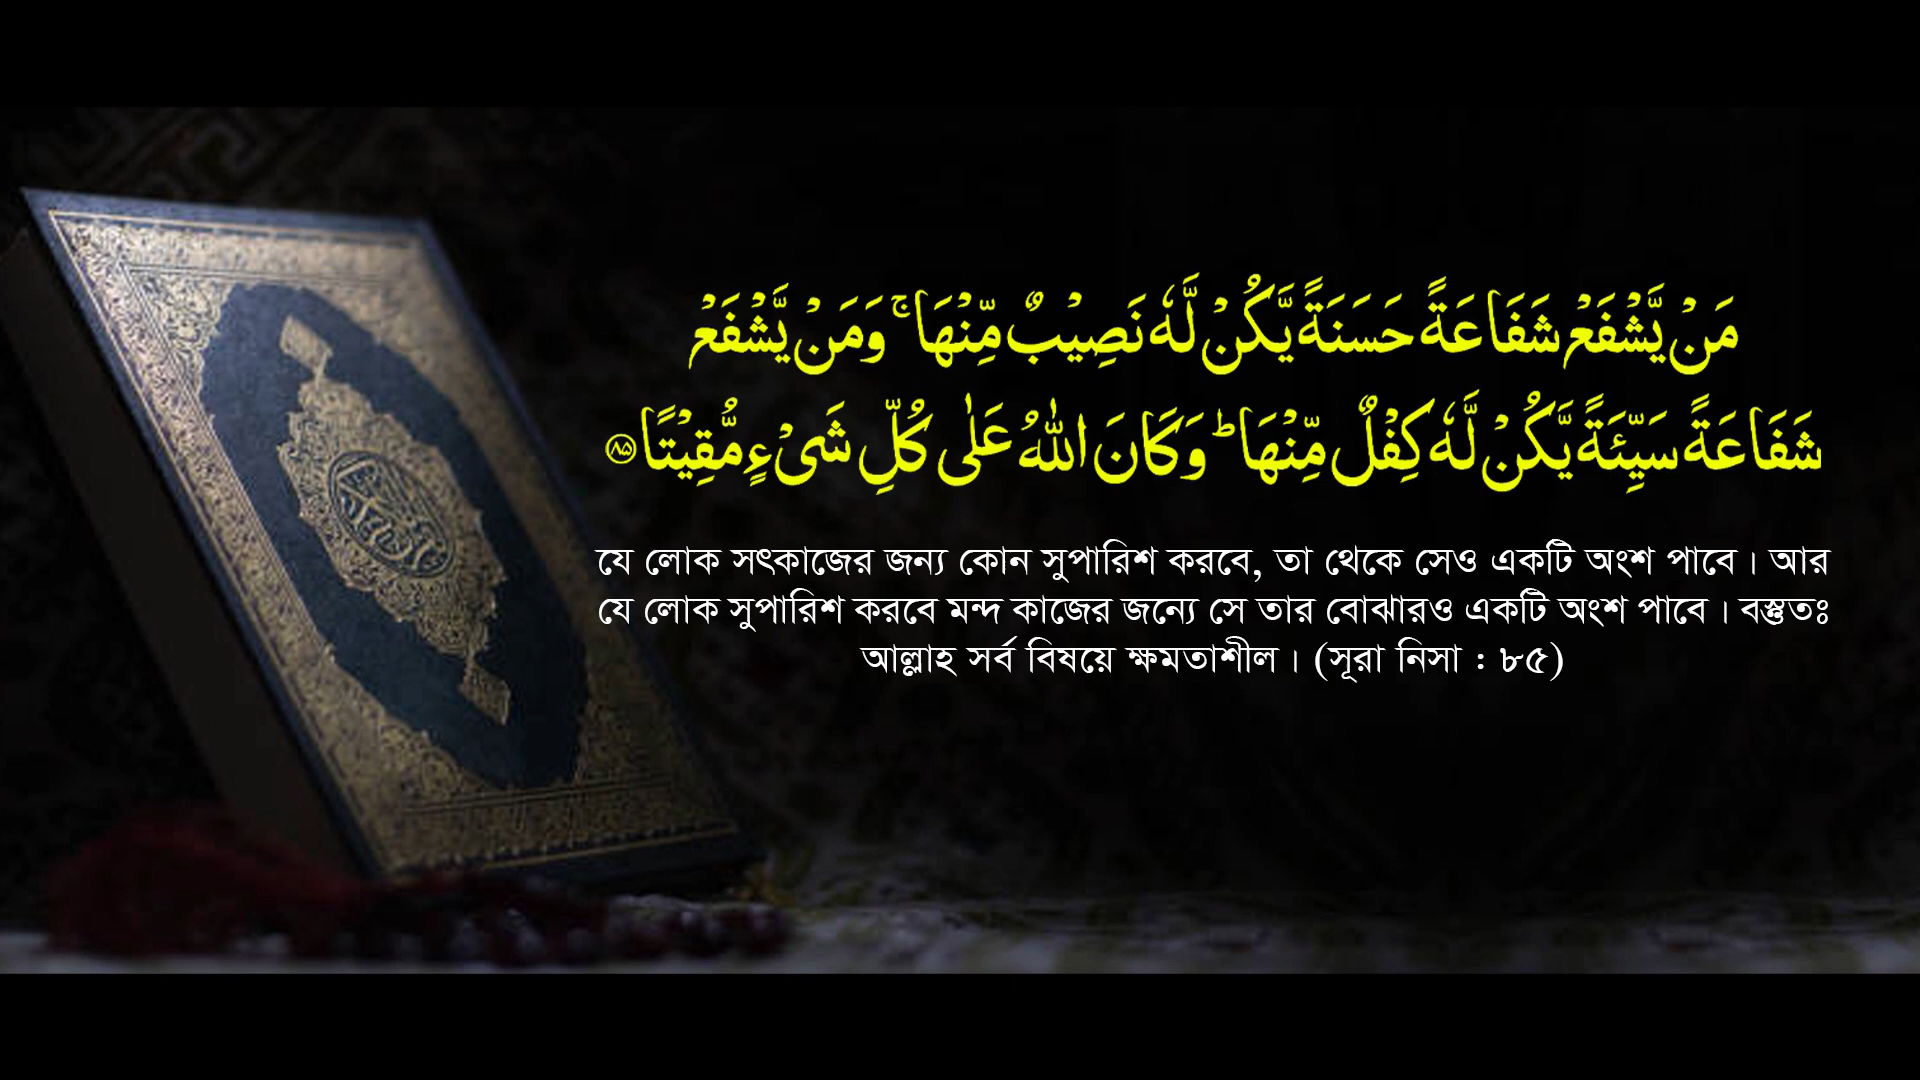 مَنۡ یَّشۡفَعۡ شَفَاعَۃً حَسَنَۃً یَّکُنۡ لَّہٗ نَصِیۡبٌ مِّنۡہَا ۚ وَمَنۡ یَّشۡفَعۡ
شَفَاعَۃً سَیِّئَۃً یَّکُنۡ لَّہٗ کِفۡلٌ مِّنۡہَا ؕ وَکَانَ اللّٰہُ عَلٰی کُلِّ شَیۡءٍ مُّقِیۡتًا ﴿۸۵﴾
যে লোক সৎকাজের জন্য কোন সুপারিশ করবে, তা থেকে সেও একটি অংশ পাবে। আর
যে লোক সুপারিশ করবে মন্দ কাজের জন্যে সে তার বোঝারও একটি অংশ পাবে। বস্তুতঃ
আল্লাহ সর্ব বিষয়ে ক্ষমতাশীল। (সূরা নিসা : ৮৫)